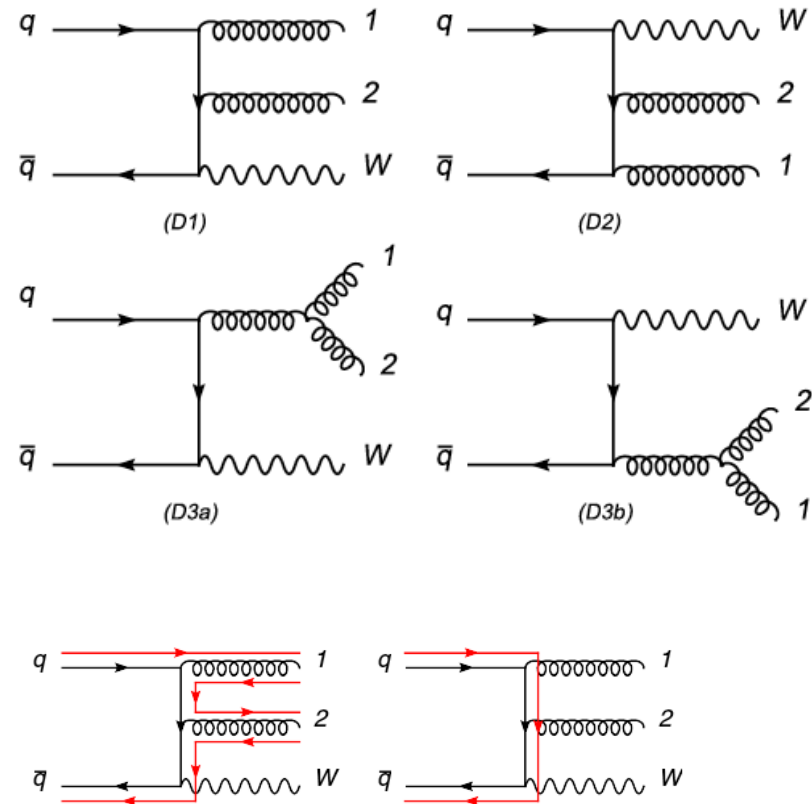 q 1 q W
2 2
q̅ W q̅ 1
(D1) (D2)
1
q q W
2 2
q̅ W q̅
(D3a) (D3b) 1
q 1 q 1
2 2
q̅ W q̅ W